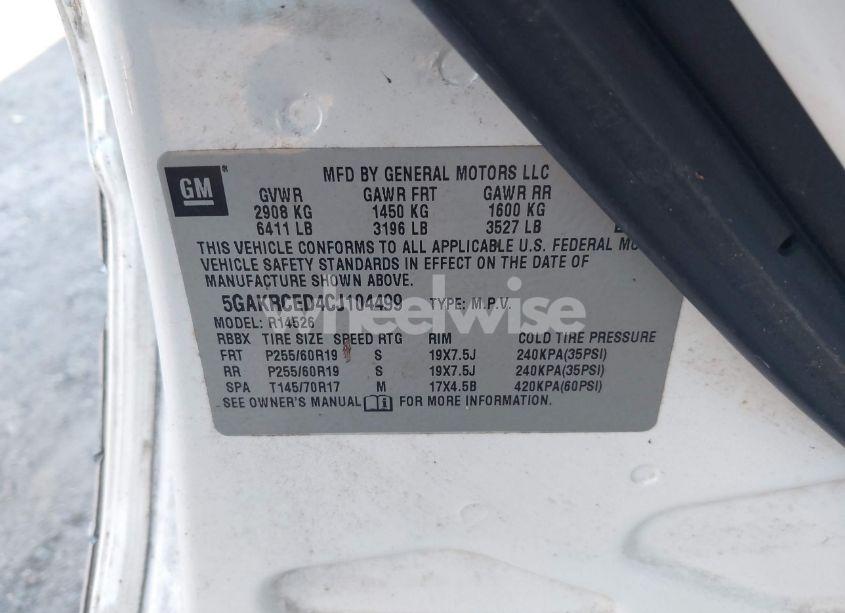 GM
MFD BY GENERAL MOTORS LLC
GVWR GAWR FRT GAWR RR
2908 KG 1450 KG 1600 KG
6411 LB 3196 LB 3527 LB
THIS VEHICLE CONFORMS TO ALL APPLICABLE U.S. FEDERAL
VEHICLE SAFETY STANDARDS IN EFFECT ON THE DATE OF
MANUFACTURE SHOWN ABOVE.
5GAKRCED4CJ104499 TYPE: M.P.V.
wheelwise
MODEL: R14526
RBBX TIRE SIZE SPEED RTG RIM COLD TIRE PRESSURE
FRT P255/60R19 S 19X7.5J 240KPA(35PSI)
RR P255/60R19 S 19X7.5J 240KPA(35PSI)
SPA T145/70R17 M 17X4.5B 420KPA(60PSI)
SEE OWNER'S MANUAL FOR MORE INFORMATION.